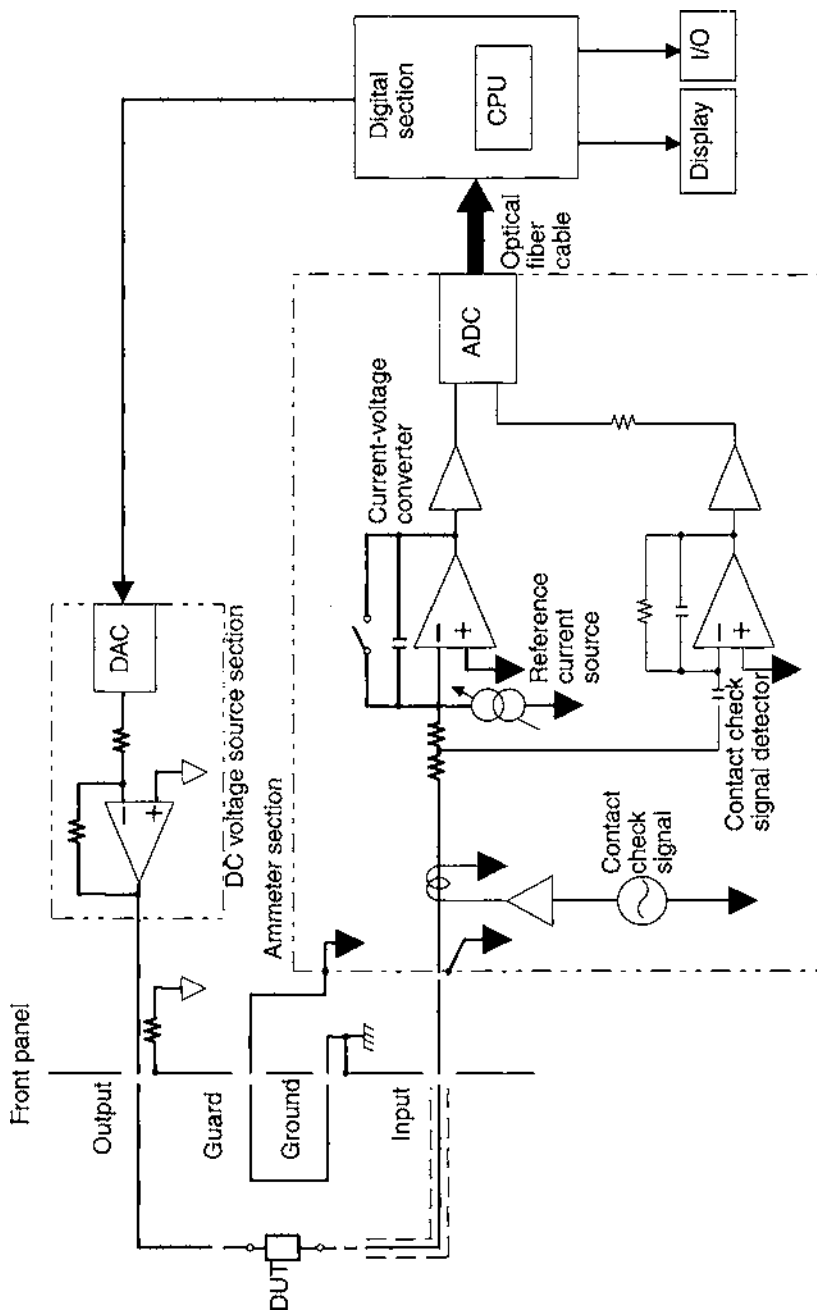 Front panel
Output
Guard
Ground
Input
DUT
DC voltage source section
DAC
−
+
Ammeter section
Contact
check
signal
Contact check
signal detector
Reference
current
source
Current-voltage
converter
−
+
−
+
ADC
Optical
fiber
cable
Digital
section
CPU
Display
I/O